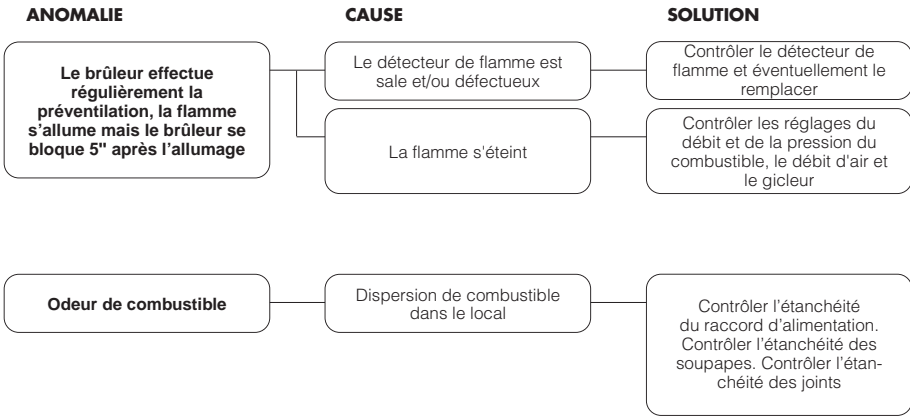 ANOMALIE
CAUSE
SOLUTION
Le brûleur effectue
régulièrement la
préventilation, la flamme
s’allume mais le brûleur se
bloque 5" après l’allumage
Le détecteur de flamme est
sale et/ou défectueux
Contrôler le détecteur de
flamme et éventuellement le
remplacer
La flamme s'éteint
Contrôler les réglages du
débit et de la pression du
combustible, le débit d'air et
le gicleur
Odeur de combustible
Dispersion de combustible
dans le local
Contrôler l’étanchéité
du raccord d’alimentation.
Contrôler l’étanchéité des
soupapes. Contrôler l’étan-
chéité des joints